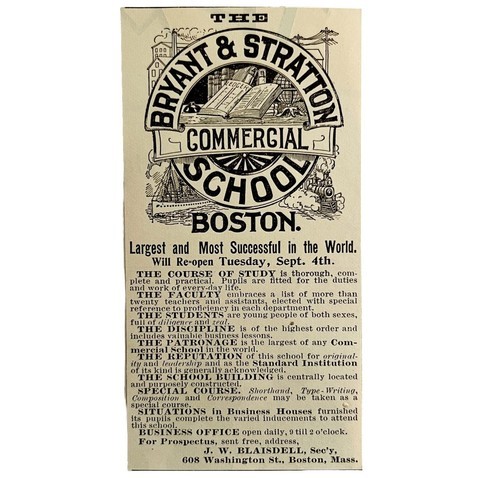 THE
BRYANT & STRATTON
COMMERCIAL
SCHOOL
BOSTON.
Largest and Most Successful in the World.
Will Re-open Tuesday, Sept. 4th.
THE COURSE OF STUDY is thorough, com-
plete and practical. Pupils are fitted for the duties
and work of every-day life.
THE FACULTY embraces a list of more than
twenty teachers and assistants, elected with special
reference to proficiency in each department.
THE STUDENTS are young people of both sexes,
full of diligence and zeal.
THE DISCIPLINE is of the highest order and
includes valuable business lessons.
THE PATRONAGE is the largest of any Com-
mercial School in the world.
THE REPUTATION of this school for original-
ity and leadership and as the Standard Institution
of its kind is generally acknowledged.
THE SCHOOL BUILDING is centrally located
and purposely constructed.
SPECIAL COURSE. Shorthand, Type-Writing,
Composition and Correspondence may be taken as a
special course.
SITUATIONS in Business Houses furnished
its pupils complete the varied inducements to attend
this school.
BUSINESS OFFICE open daily, 9 till 2 o'clock.
For Prospectus, sent free, address,
J. W. BLAISDELL, Sec'y,
608 Washington St., Boston, Mass.